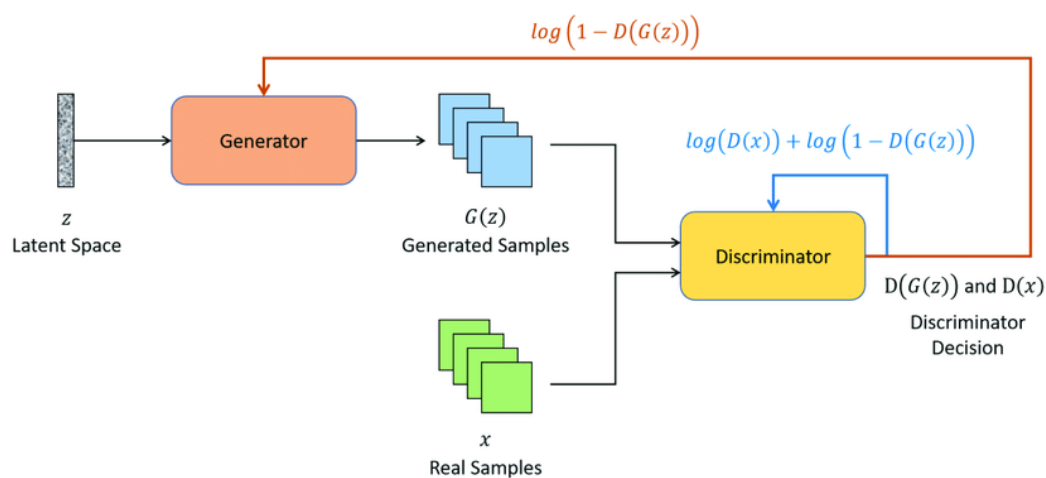 log(1 − D(G(z)))
Generator
log(D(x)) + log(1 − D(G(z)))
z
Latent Space
G(z)
Generated Samples
Discriminator
D(G(z)) and D(x)
Discriminator
Decision
x
Real Samples